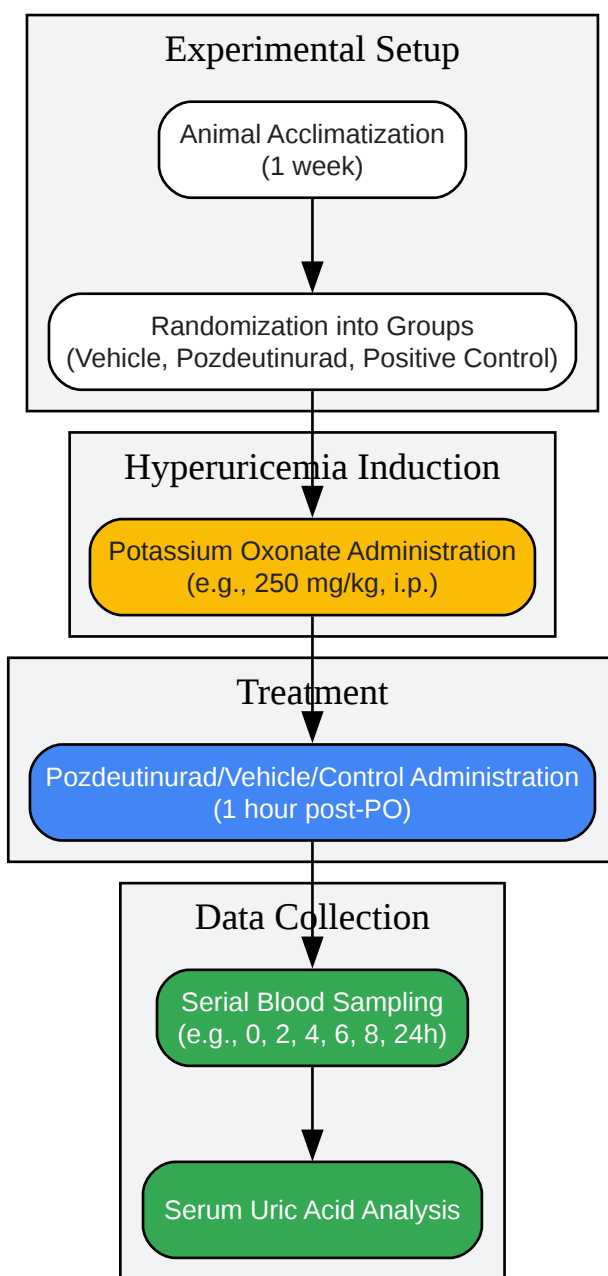 Experimental Setup
Animal Acclimatization
(1 week)
Randomization into Groups
(Vehicle, Pozdeutinurad, Positive Control)
Hyperuricemia Induction
Potassium Oxonate Administration
(e.g., 250 mg/kg, i.p.)
Treatment
Pozdeutinurad/Vehicle/Control Administration
(1 hour post-PO)
Data Collection
Serial Blood Sampling
(e.g., 0, 2, 4, 6, 8, 24h)
Serum Uric Acid Analysis